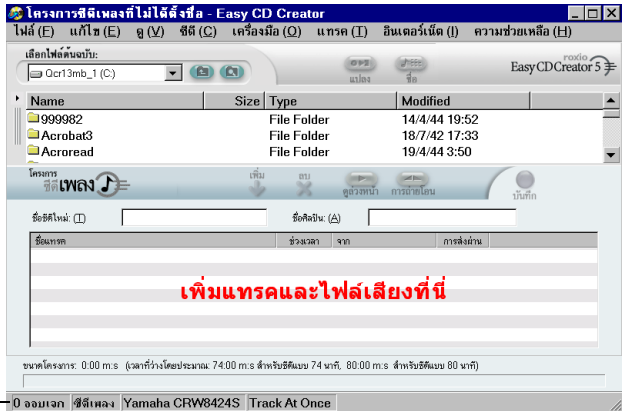 โครงการซีดีเพลงที่ไม่ได้ตั้งชื่อ - Easy CD Creator
ไฟล์ (F) แก้ไข (E) ดู (V) ซีดี (C) เครื่องมือ (O) แทรค (T) อินเตอร์เน็ต (I) ความช่วยเหลือ (H)
เลือกไฟล์ต้นฉบับ:
Qcr13mb_1 (C:)
แปลง ชื่อ
roxio
Easy CD Creator 5
Name Size Type Modified
999982 File Folder 14/4/44 19:52
Acrobat3 File Folder 18/7/42 17:33
Acroread File Folder 19/4/44 3:50
โครงการ
ซีดีเพลง
เพิ่ม ลบ ดูล่วงหน้า การถ่ายโอน บันทึก
ชื่อซีดีใหม่: (T) ชื่อศิลปิน: (A)
ชื่อแทรค ช่วงเวลา จาก การส่งผ่าน
เพิ่มแทรคและไฟล์เสียงที่นี่
ขนาดโครงการ: 0:00 m:s (เวลาที่ว่างโดยประมาณ: 74:00 m:s สำหรับซีดีแบบ 74 นาที, 80:00 m:s สำหรับซีดีแบบ 80 นาที)
0 ออบเจก ซีดีเพลง Yamaha CRW8424S Track At Once